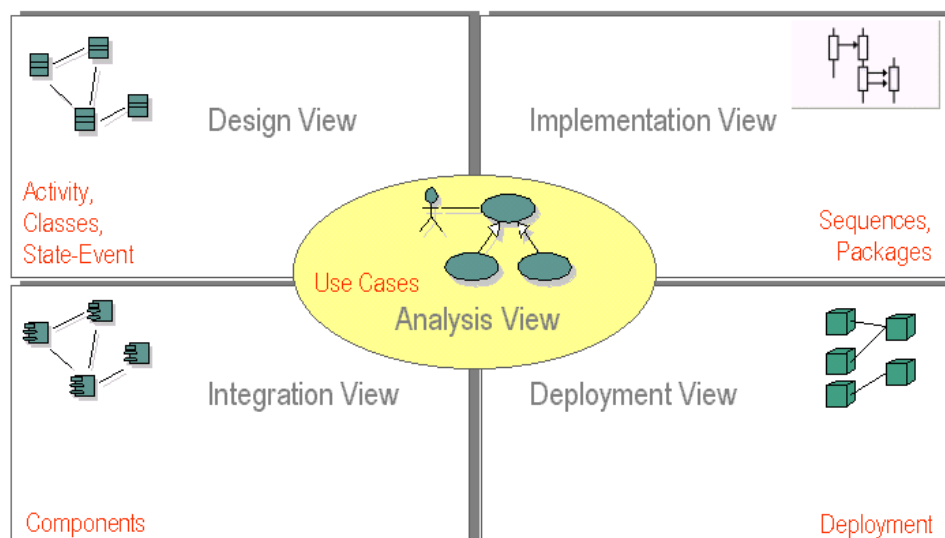 Design View
Activity,
Classes,
State-Event
Implementation View
Sequences,
Packages
Use Cases
Analysis View
Integration View
Components
Deployment View
Deployment